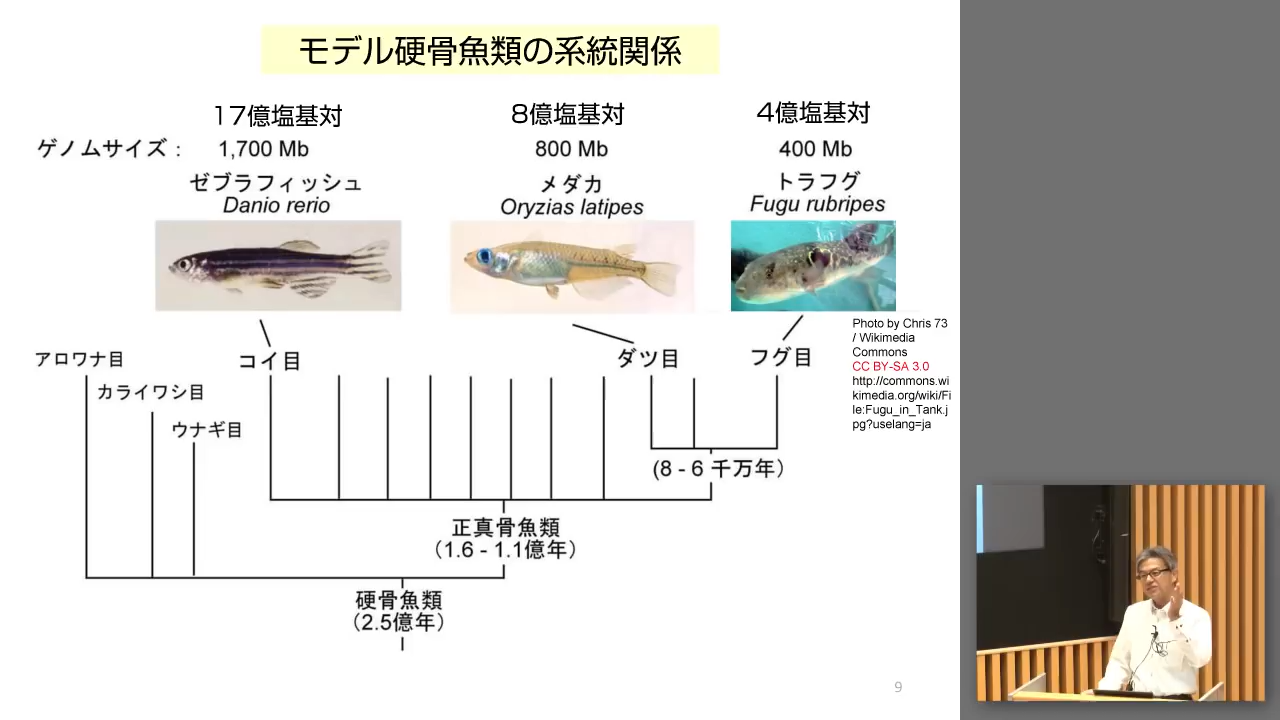 モデル硬骨魚類の系統関係
17億塩基対
8億塩基対
4億塩基対
ゲノムサイズ： 1,700 Mb
800 Mb
400 Mb
ゼブラフィッシュ
Danio rerio
メダカ
Oryzias latipes
トラフグ
Fugu rubripes
Photo by Chris 73
/ Wikimedia
Commons
CC BY-SA 3.0
http://commons.wi
kimedia.org/wiki/Fi
le:Fugu_in_Tank.j
pg?uselang=ja
アロワナ目
カライワシ目
ウナギ目
コイ目
ダツ目
フグ目
(8 - 6 千万年）
正真骨魚類
（1.6 - 1.1億年）
硬骨魚類
（2.5億年）
9